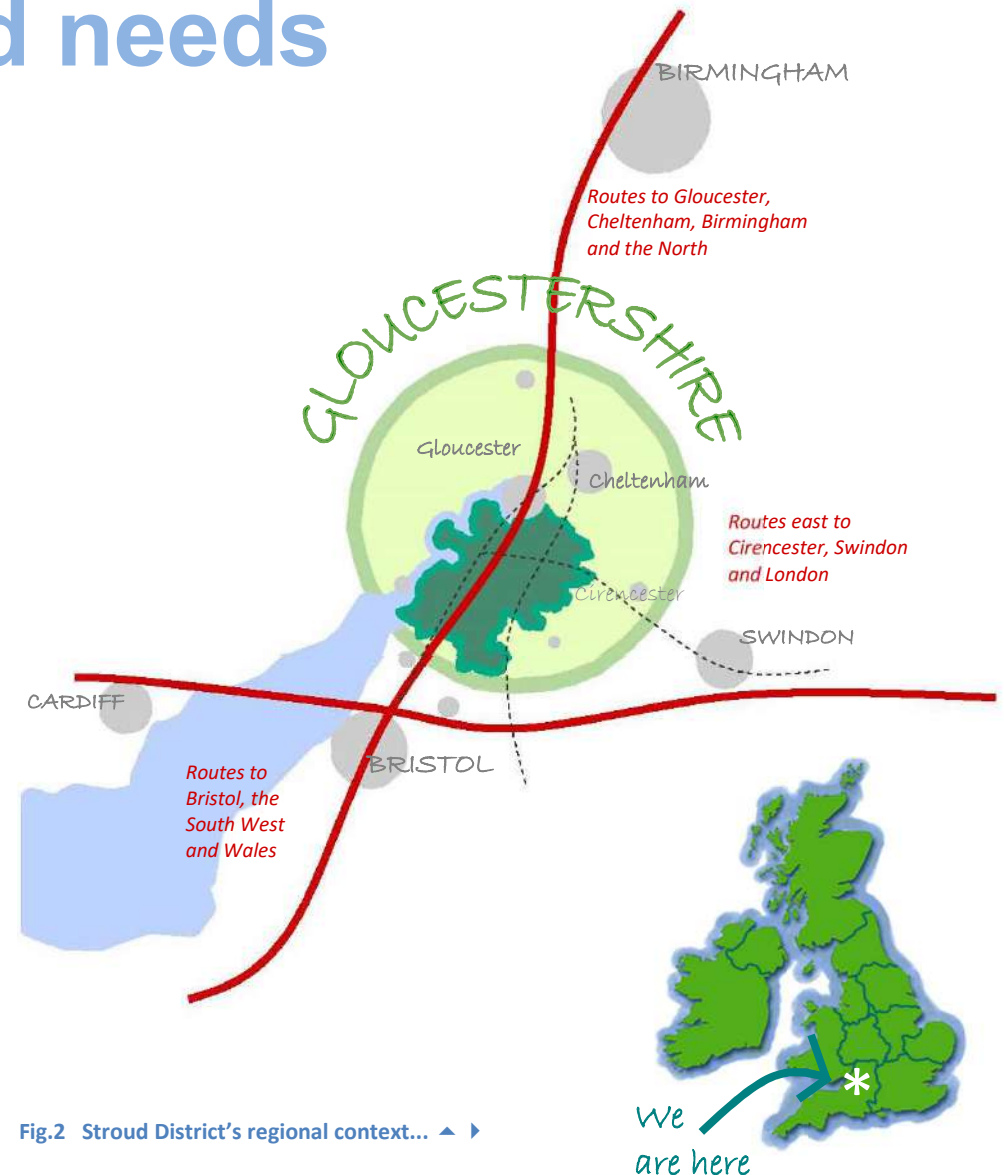 d needs
BIRMINGHAM
Routes to Gloucester,
Cheltenham, Birmingham
and the North
GLOUCESTERSHIRE
Gloucester
Cheltenham
Routes east to
Cirencester, Swindon
and London
Cirencester
SWINDON
CARDIFF
BRISTOL
Routes to
Bristol, the
South West
and Wales
*
We
are here
Fig.2 Stroud District's regional context...